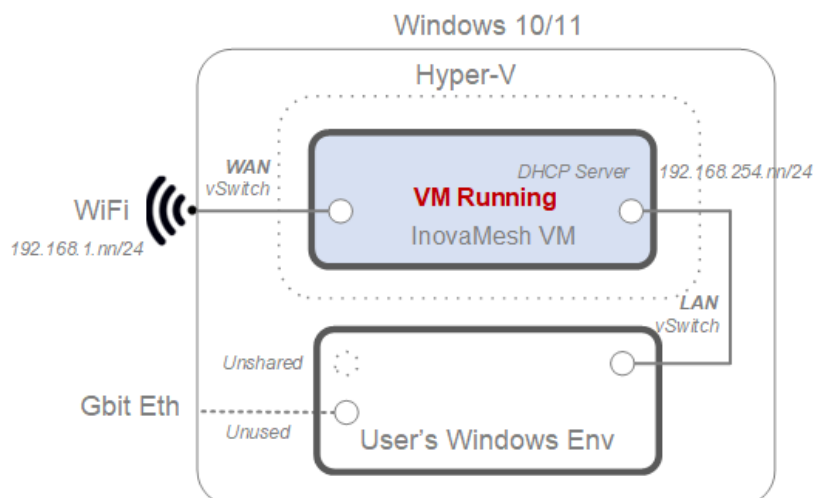 Windows 10/11
Hyper-V
WAN
vSwitch
DHCP Server
192.168.254.nn/24
VM Running
InovaMesh VM
WiFi
192.168.1.nn/24
LAN
vSwitch
Unshared
Gbit Eth
Unused
User's Windows Env